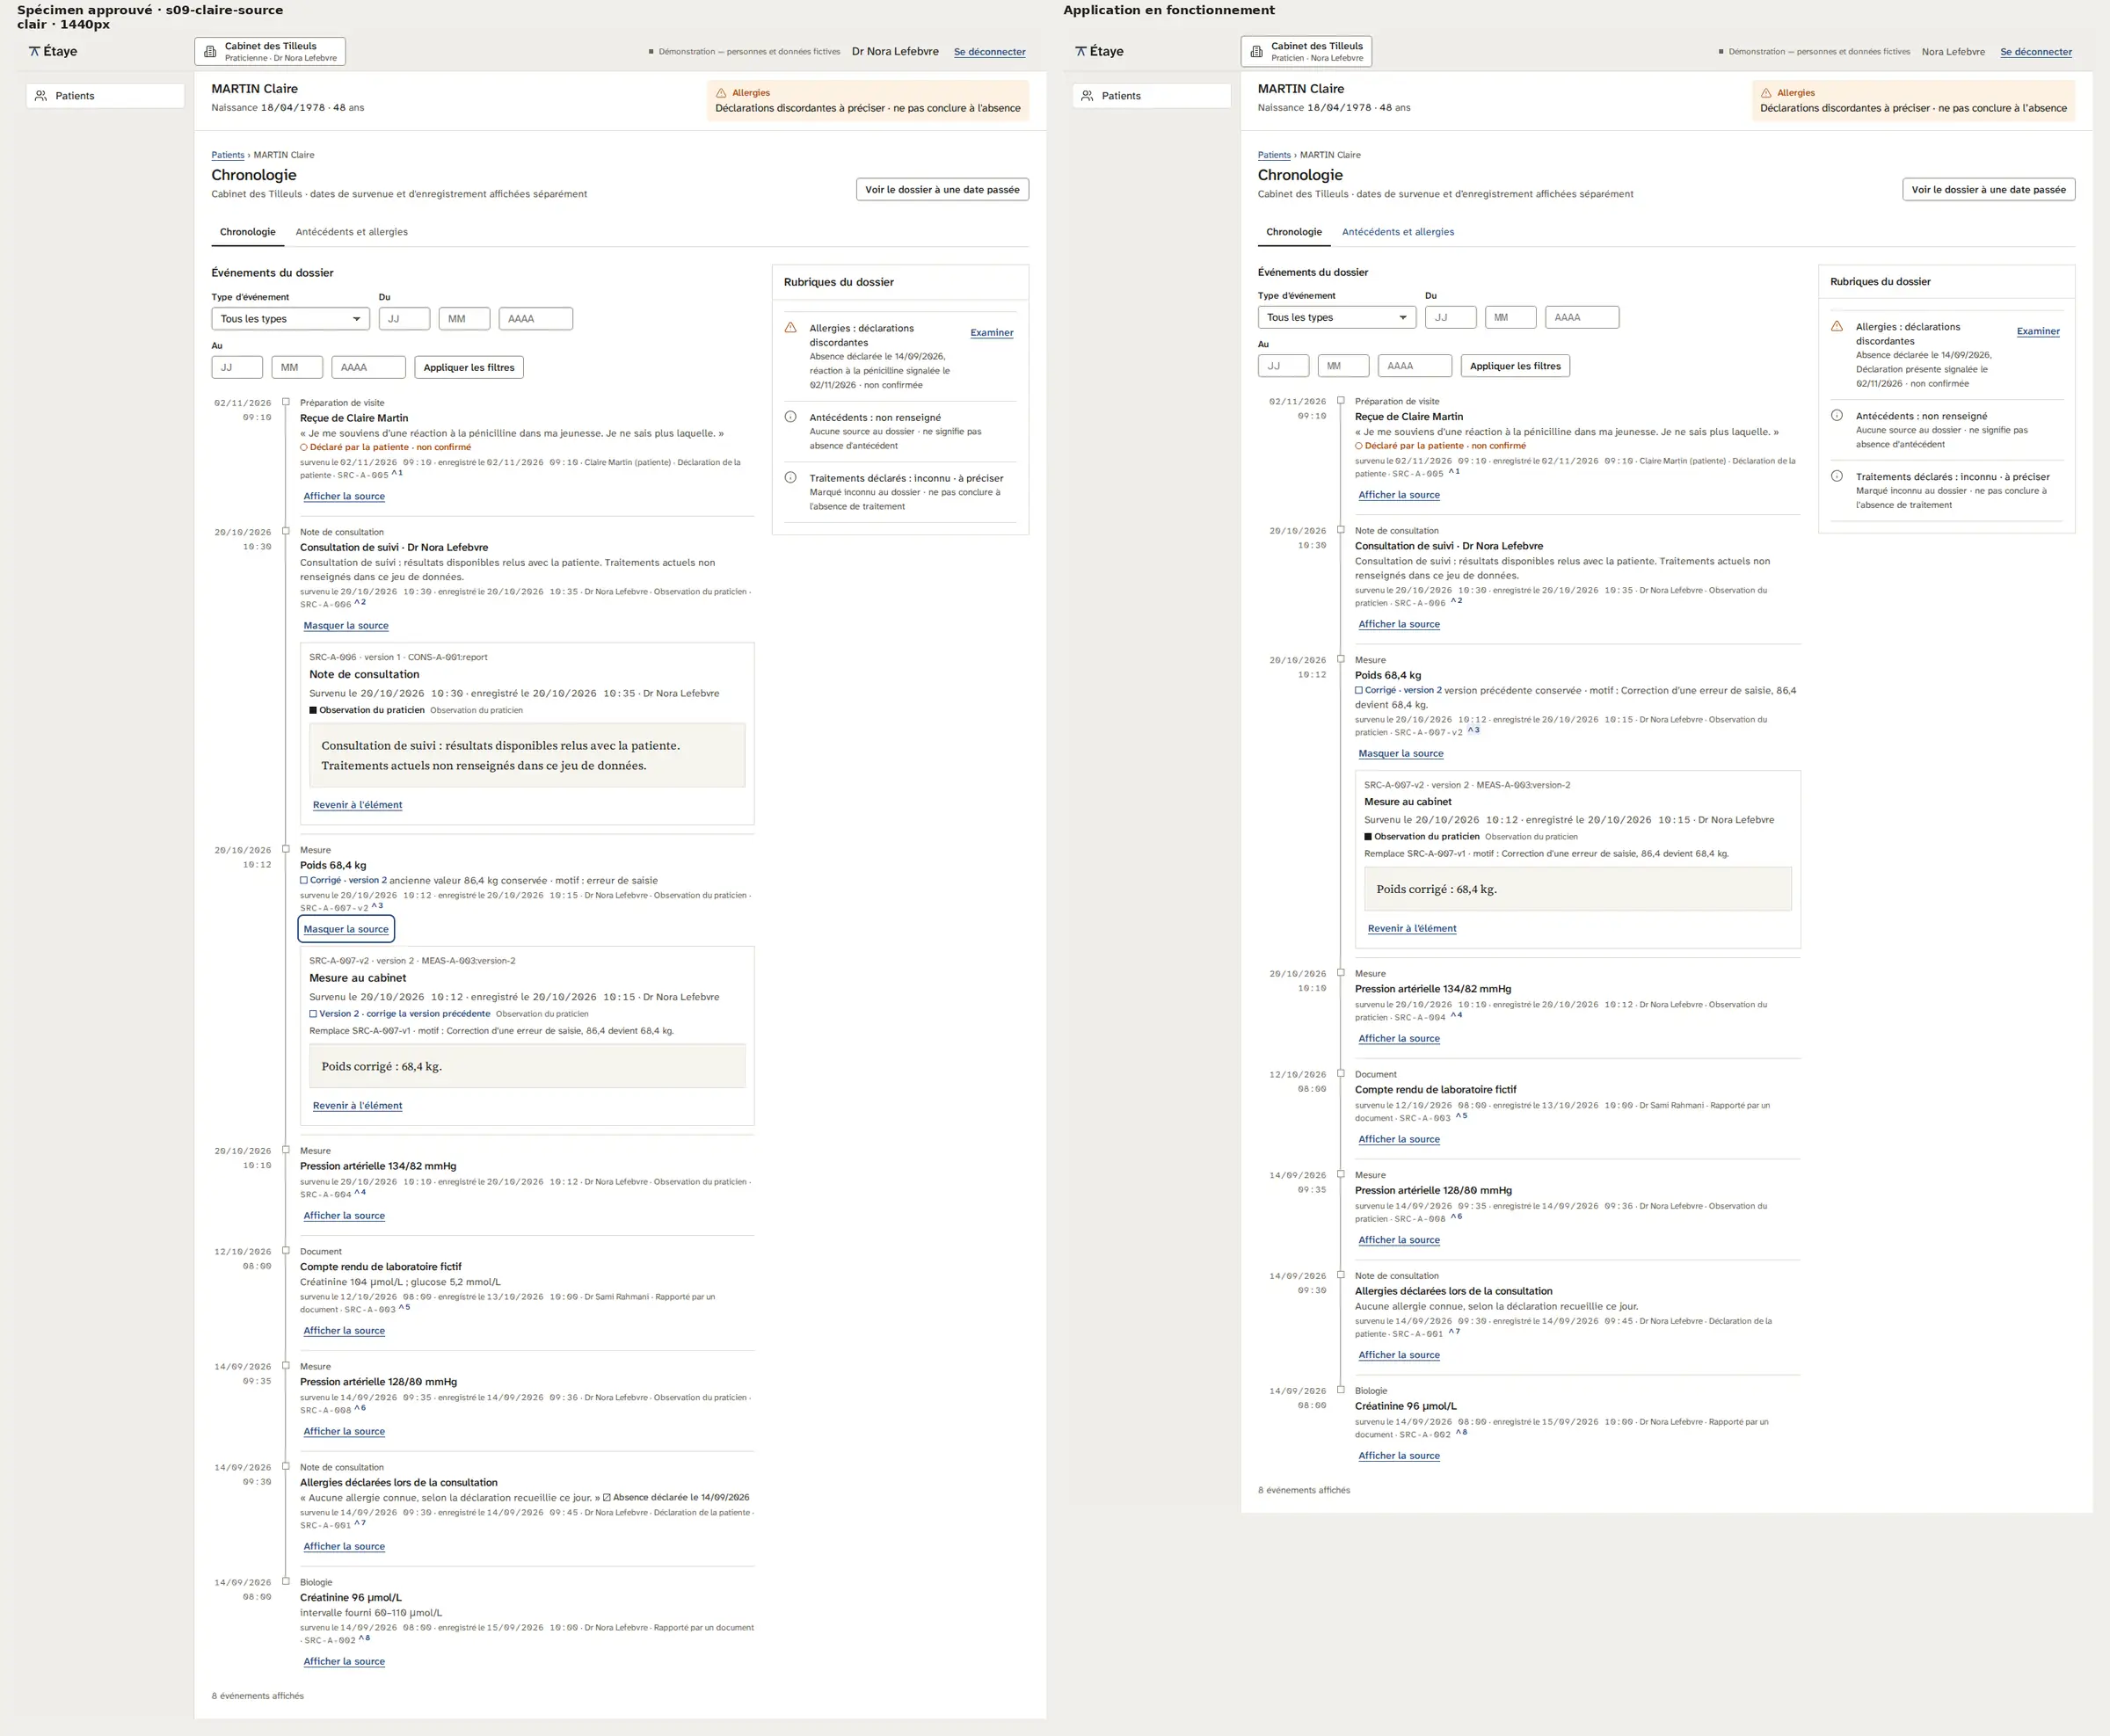 Spécimen approuvé · s09-claire-source
clair · 1440px
Étaye
Cabinet des Tilleuls
Praticienne · Dr Nora Lefebvre
Démonstration — personnes et données fictives
Dr Nora Lefebvre
Se déconnecter
Patients
MARTIN Claire
Naissance 18/04/1978 · 48 ans
Allergies
Déclarations discordantes à préciser · ne pas conclure à l'absence
Patients › MARTIN Claire
Chronologie
Cabinet des Tilleuls · dates de survenue et d'enregistrement affichées séparément
Voir le dossier à une date passée
Chronologie
Antécédents et allergies
Événements du dossier
Type d'événement
Du
Tous les types
JJ
MM
AAAA
Au
JJ
MM
AAAA
Appliquer les filtres
02/11/2026
09:10
Préparation de visite
Reçue de Claire Martin
« Je me souviens d'une réaction à la pénicilline dans ma jeunesse. Je ne sais plus laquelle. »
Déclaré par la patiente · non confirmé
survenu le 02/11/2026 09:10 · enregistré le 02/11/2026 09:10 · Claire Martin (patiente) · Déclaration de la
patiente · SRC-A-005 ^1
Afficher la source
20/10/2026
10:30
Note de consultation
Consultation de suivi · Dr Nora Lefebvre
Consultation de suivi : résultats disponibles relus avec la patiente. Traitements actuels non
renseignés dans ce jeu de données.
survenu le 20/10/2026 10:30 · enregistré le 20/10/2026 10:35 · Dr Nora Lefebvre · Observation du praticien ·
SRC-A-006 ^2
Masquer la source
SRC-A-006 · version 1 · CONS-A-001:report
Note de consultation
Survenu le 20/10/2026 10:30 · enregistré le 20/10/2026 10:35 · Dr Nora Lefebvre
Observation du praticien Observation du praticien
Consultation de suivi : résultats disponibles relus avec la patiente.
Traitements actuels non renseignés dans ce jeu de données.
Revenir à l'élément
20/10/2026
10:12
Mesure
Poids 68,4 kg
Corrigé · version 2 ancienne valeur 86,4 kg conservée · motif : erreur de saisie
survenu le 20/10/2026 10:12 · enregistré le 20/10/2026 10:15 · Dr Nora Lefebvre · Observation du praticien ·
SRC-A-007-v2 ^3
Masquer la source
SRC-A-007-v2 · version 2 · MEAS-A-003:version-2
Mesure au cabinet
Survenu le 20/10/2026 10:12 · enregistré le 20/10/2026 10:15 · Dr Nora Lefebvre
Version 2 · corrige la version précédente Observation du praticien
Remplace SRC-A-007-v1 · motif : Correction d'une erreur de saisie, 86,4 devient 68,4 kg.
Poids corrigé : 68,4 kg.
Revenir à l'élément
20/10/2026
10:10
Mesure
Pression artérielle 134/82 mmHg
survenu le 20/10/2026 10:10 · enregistré le 20/10/2026 10:12 · Dr Nora Lefebvre · Observation du praticien ·
SRC-A-004 ^4
Afficher la source
12/10/2026
08:00
Document
Compte rendu de laboratoire fictif
Créatinine 104 µmol/L ; glucose 5,2 mmol/L
survenu le 12/10/2026 08:00 · enregistré le 13/10/2026 10:00 · Dr Sami Rahmani · Rapporté par un
document · SRC-A-003 ^5
Afficher la source
14/09/2026
09:35
Mesure
Pression artérielle 128/80 mmHg
survenu le 14/09/2026 09:35 · enregistré le 14/09/2026 09:36 · Dr Nora Lefebvre · Observation du praticien ·
SRC-A-008 ^6
Afficher la source
14/09/2026
09:30
Note de consultation
Allergies déclarées lors de la consultation
« Aucune allergie connue, selon la déclaration recueillie ce jour. » Absence déclarée le 14/09/2026
survenu le 14/09/2026 09:30 · enregistré le 14/09/2026 09:45 · Dr Nora Lefebvre · Déclaration de la patiente ·
SRC-A-001 ^7
Afficher la source
14/09/2026
08:00
Biologie
Créatinine 96 µmol/L
intervalle fourni 60–110 µmol/L
survenu le 14/09/2026 08:00 · enregistré le 15/09/2026 10:00 · Dr Nora Lefebvre · Rapporté par un document
· SRC-A-002 ^8
Afficher la source
8 événements affichés
Rubriques du dossier
Allergies : déclarations
discordantes
Absence déclarée le 14/09/2026,
réaction à la pénicilline signalée le
02/11/2026 · non confirmée
Examiner
Antécédents : non renseigné
Aucune source au dossier · ne signifie pas
absence d'antécédent
Traitements déclarés : inconnu · à préciser
Marqué inconnu au dossier · ne pas conclure à
l'absence de traitement
Application en fonctionnement
Étaye
Cabinet des Tilleuls
Praticien · Nora Lefebvre
Démonstration — personnes et données fictives
Nora Lefebvre
Se déconnecter
Patients
MARTIN Claire
Naissance 18/04/1978 · 48 ans
Allergies
Déclarations discordantes à préciser · ne pas conclure à l'absence
Patients › MARTIN Claire
Chronologie
Cabinet des Tilleuls · dates de survenue et d'enregistrement affichées séparément
Voir le dossier à une date passée
Chronologie
Antécédents et allergies
Événements du dossier
Type d'événement
Du
Tous les types
JJ
MM
AAAA
Au
JJ
MM
AAAA
Appliquer les filtres
02/11/2026
09:10
Préparation de visite
Reçue de Claire Martin
« Je me souviens d'une réaction à la pénicilline dans ma jeunesse. Je ne sais plus laquelle. »
Déclaré par la patiente · non confirmé
survenu le 02/11/2026 09:10 · enregistré le 02/11/2026 09:10 · Claire Martin (patiente) · Déclaration de la
patiente · SRC-A-005 ^1
Afficher la source
20/10/2026
10:30
Note de consultation
Consultation de suivi · Dr Nora Lefebvre
Consultation de suivi : résultats disponibles relus avec la patiente. Traitements actuels non
renseignés dans ce jeu de données.
survenu le 20/10/2026 10:30 · enregistré le 20/10/2026 10:35 · Dr Nora Lefebvre · Observation du
praticien · SRC-A-006 ^2
Afficher la source
20/10/2026
10:12
Mesure
Poids 68,4 kg
Corrigé · version 2 version précédente conservée · motif : Correction d'une erreur de saisie, 86,4
devient 68,4 kg.
survenu le 20/10/2026 10:12 · enregistré le 20/10/2026 10:15 · Dr Nora Lefebvre · Observation du
praticien · SRC-A-007-v2 ^3
Masquer la source
SRC-A-007-v2 · version 2 · MEAS-A-003:version-2
Mesure au cabinet
Survenu le 20/10/2026 10:12 · enregistré le 20/10/2026 10:15 · Dr Nora Lefebvre
Observation du praticien Observation du praticien
Remplace SRC-A-007-v1 · motif : Correction d'une erreur de saisie, 86,4 devient 68,4 kg.
Poids corrigé : 68,4 kg.
Revenir à l'élément
20/10/2026
10:10
Mesure
Pression artérielle 134/82 mmHg
survenu le 20/10/2026 10:10 · enregistré le 20/10/2026 10:12 · Dr Nora Lefebvre · Observation du
praticien · SRC-A-004 ^4
Afficher la source
12/10/2026
08:00
Document
Compte rendu de laboratoire fictif
survenu le 12/10/2026 08:00 · enregistré le 13/10/2026 10:00 · Dr Sami Rahmani · Rapporté par un
document · SRC-A-003 ^5
Afficher la source
14/09/2026
09:35
Mesure
Pression artérielle 128/80 mmHg
survenu le 14/09/2026 09:35 · enregistré le 14/09/2026 09:36 · Dr Nora Lefebvre · Observation du
praticien · SRC-A-008 ^6
Afficher la source
14/09/2026
09:30
Note de consultation
Allergies déclarées lors de la consultation
Aucune allergie connue, selon la déclaration recueillie ce jour.
survenu le 14/09/2026 09:30 · enregistré le 14/09/2026 09:45 · Dr Nora Lefebvre · Déclaration de la
patiente · SRC-A-001 ^7
Afficher la source
14/09/2026
08:00
Biologie
Créatinine 96 µmol/L
survenu le 14/09/2026 08:00 · enregistré le 15/09/2026 10:00 · Dr Nora Lefebvre · Rapporté par un
document · SRC-A-002 ^8
Afficher la source
8 événements affichés
Rubriques du dossier
Allergies : déclarations
discordantes
Absence déclarée le 14/09/2026,
Déclaration présente signalée le
02/11/2026 · non confirmée
Examiner
Antécédents : non renseigné
Aucune source au dossier · ne signifie pas
absence d'antécédent
Traitements déclarés : inconnu · à préciser
Marqué inconnu au dossier · ne pas conclure à
l'absence de traitement